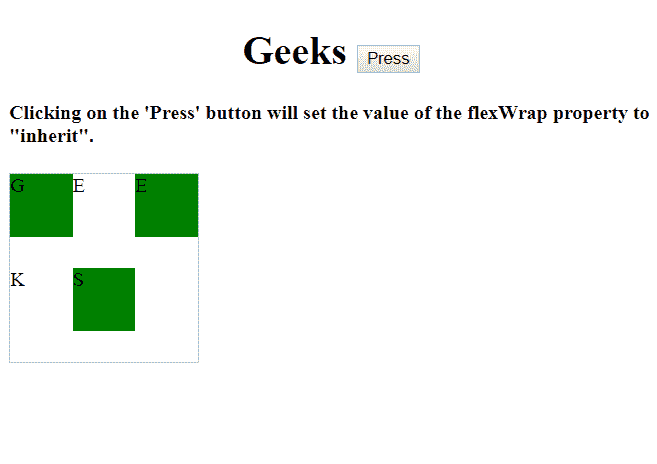 Geeks Press
Clicking on the 'Press' button will set the value of the flexWrap property to
"inherit".
G E E
K S